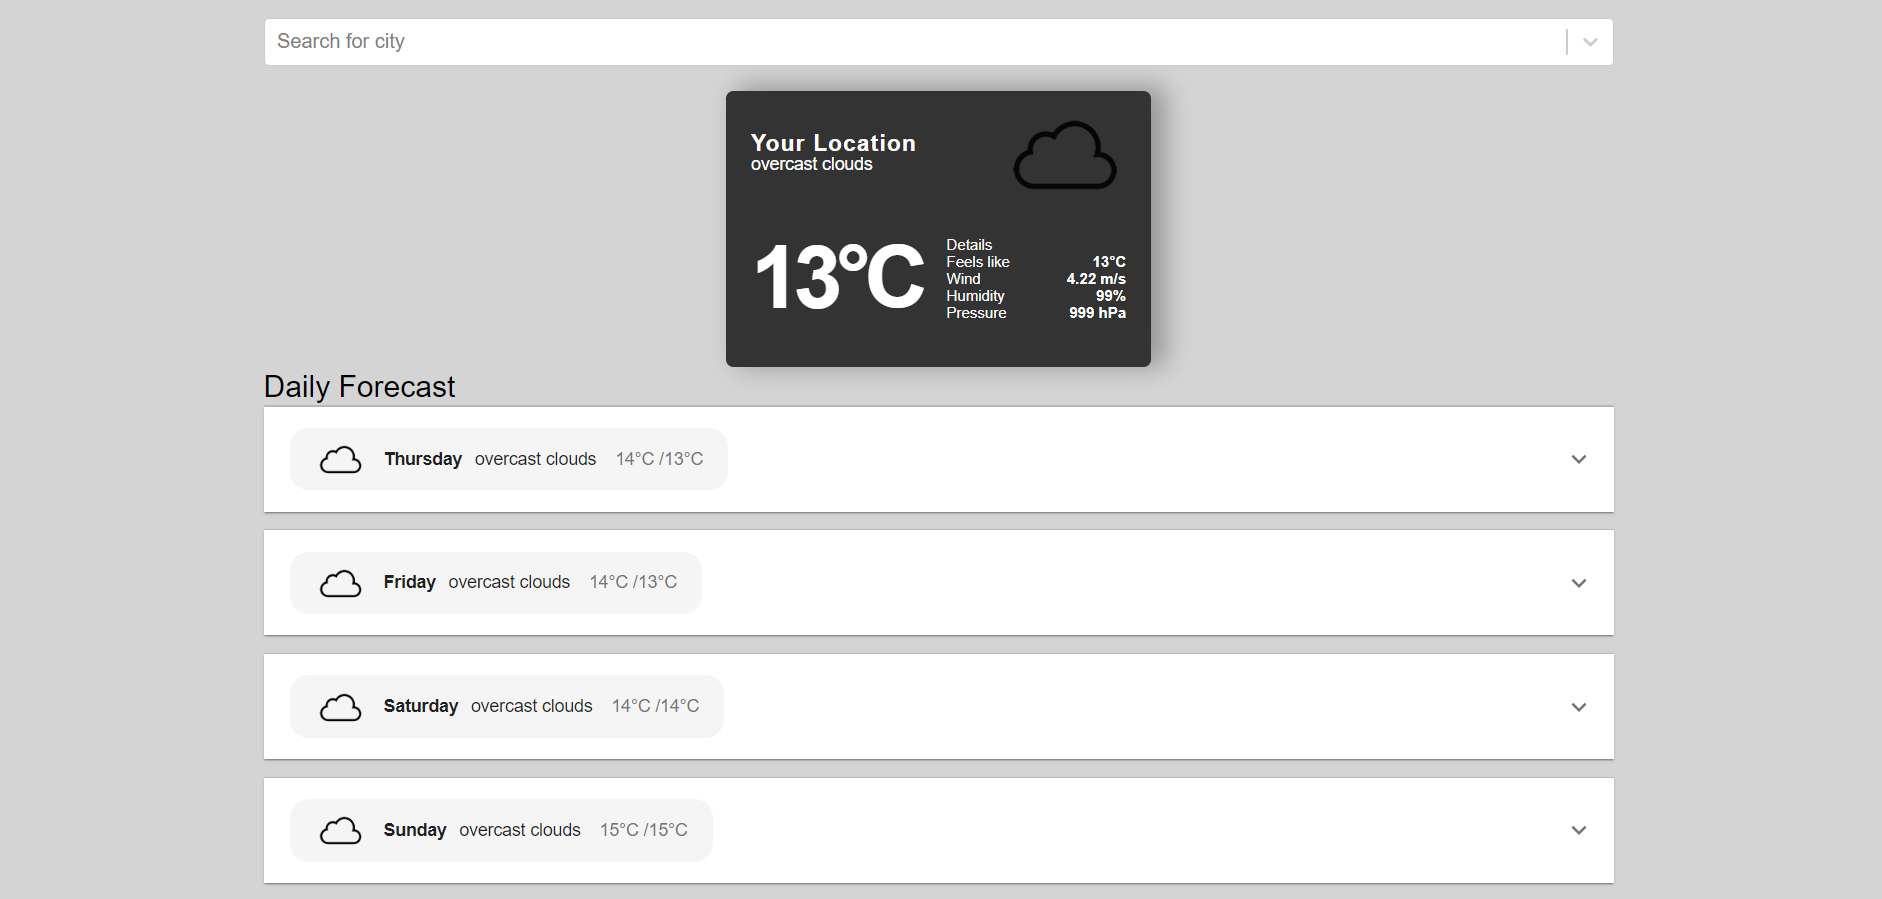 Search for city
Your Location
overcast clouds
13°C
Details
Feels like 13°C
Wind 4.22 m/s
Humidity 99%
Pressure 999 hPa
Daily Forecast
Thursday overcast clouds 14°C /13°C
Friday overcast clouds 14°C /13°C
Saturday overcast clouds 14°C /14°C
Sunday overcast clouds 15°C /15°C